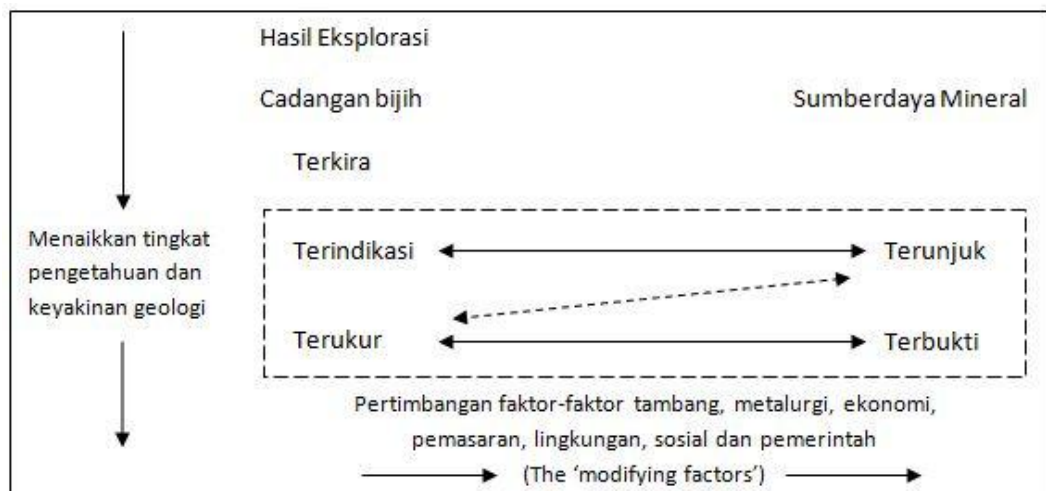 Hasil Eksplorasi
Cadangan bijih
Sumberdaya Mineral
Terkira
Menaikkan tingkat
pengetahuan dan
keyakinan geologi
Terindikasi
Terunjuk
Terukur
Terbukti
Pertimbangan faktor-faktor tambang, metalurgi, ekonomi,
pemasaran, lingkungan, sosial dan pemerintah
(The ‘modifying factors’)